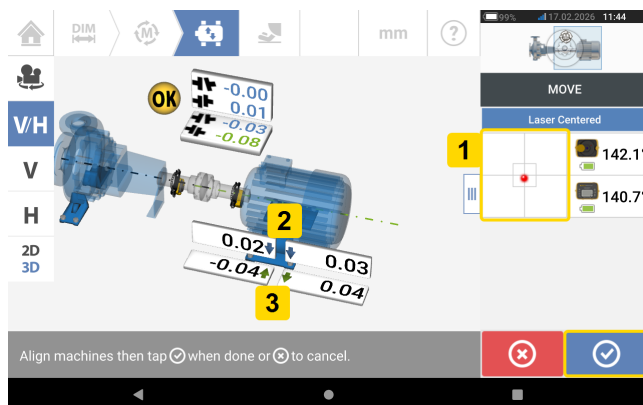 DIM
M
mm
?
99%
17.02.2026 11:44
MOVE
Laser Centered
V/H
V
H
2D
3D
OK
-0.00
0.01
-0.03
-0.08
1
142.1°
140.7°
2
0.02
0.03
-0.04
0.04
3
Align machines then tap when done or to cancel.